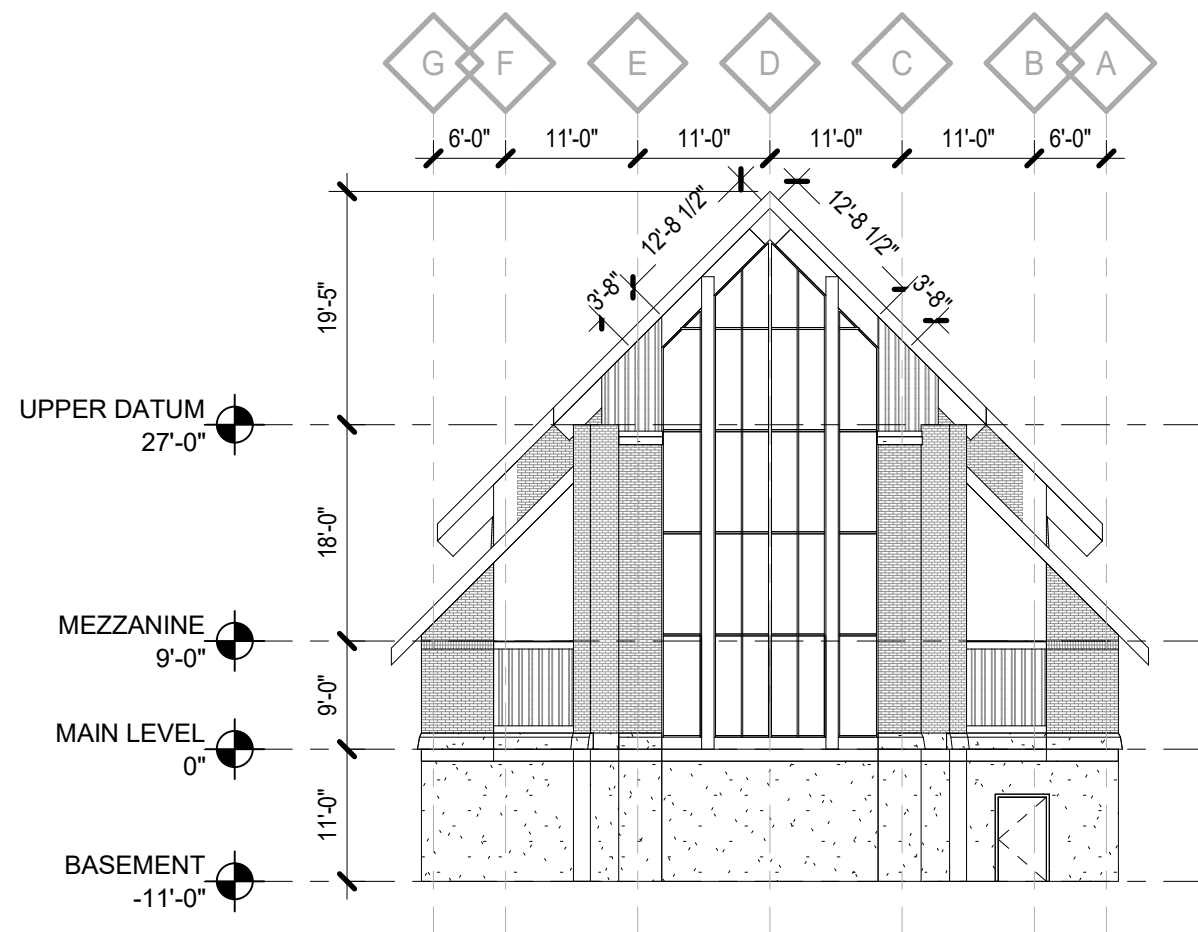 G F E D C B A
6'-0" 11'-0" 11'-0" 11'-0" 11'-0" 6'-0"
12'-8 1/2" 12'-8 1/2"
3'-8" 3'-8"
19'-5"
UPPER DATUM
27'-0"
18'-0"
MEZZANINE
9'-0"
9'-0"
MAIN LEVEL
0"
11'-0"
BASEMENT
-11'-0"